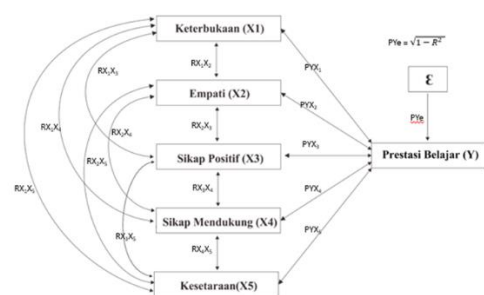 Keterbukaan (X1)
PYe = √1 − R²
RX₁X₂
RX₁X₃
PYX₁
Empati (X2)
ε
PYX₂
RX₁X₄
RX₂X₄
RX₂X₃
PYe
PYX₃
Sikap Positif (X3)
Prestasi Belajar (Y)
RX₂X₅
RX₁X₅
RX₃X₄
PYX₄
Sikap Mendukung (X4)
PYX₅
RX₃X₅
RX₄X₅
Kesetaraan(X5)